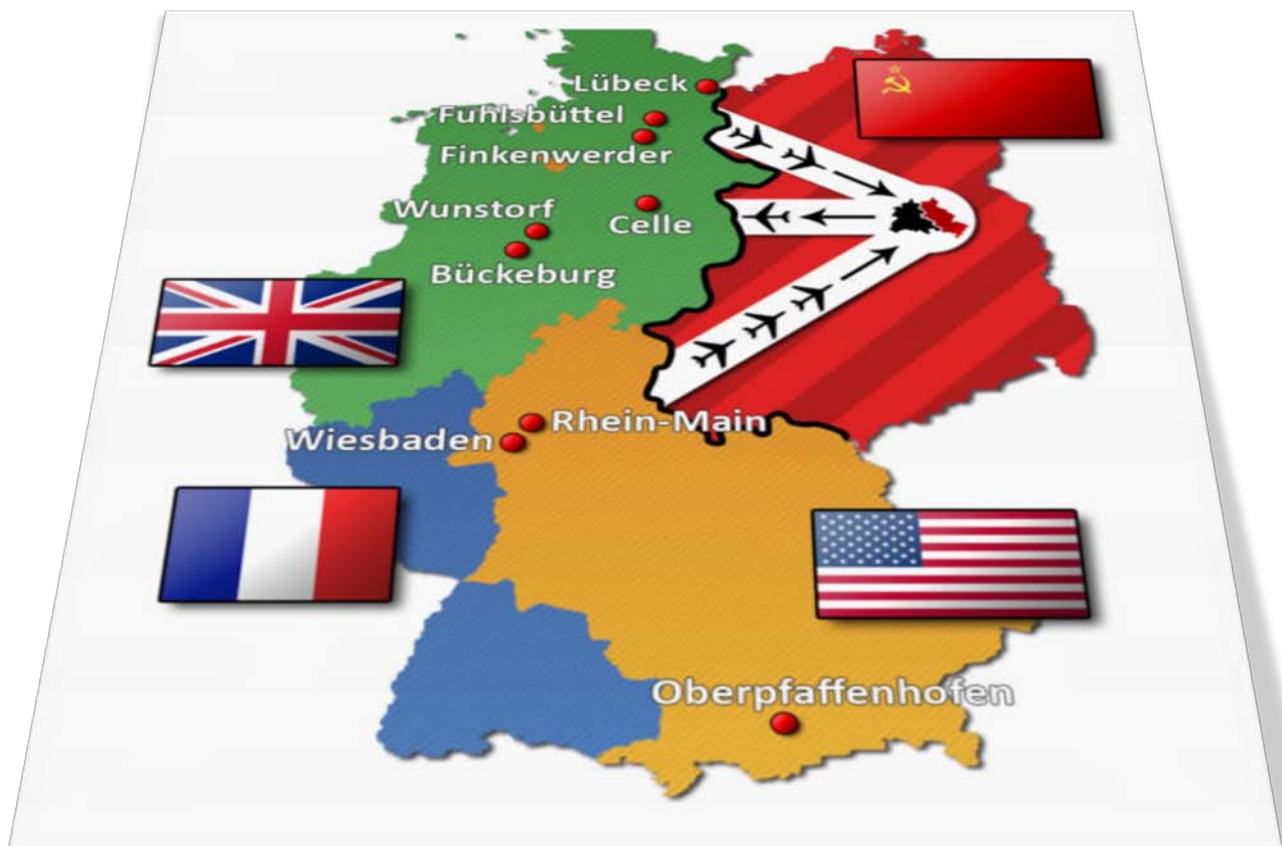 Lübeck
Fuhlsbüttel
Finkenwerder
Wunstorf
Celle
Bückeburg
Rhein-Main
Wiesbaden
Oberpfaffenhofen